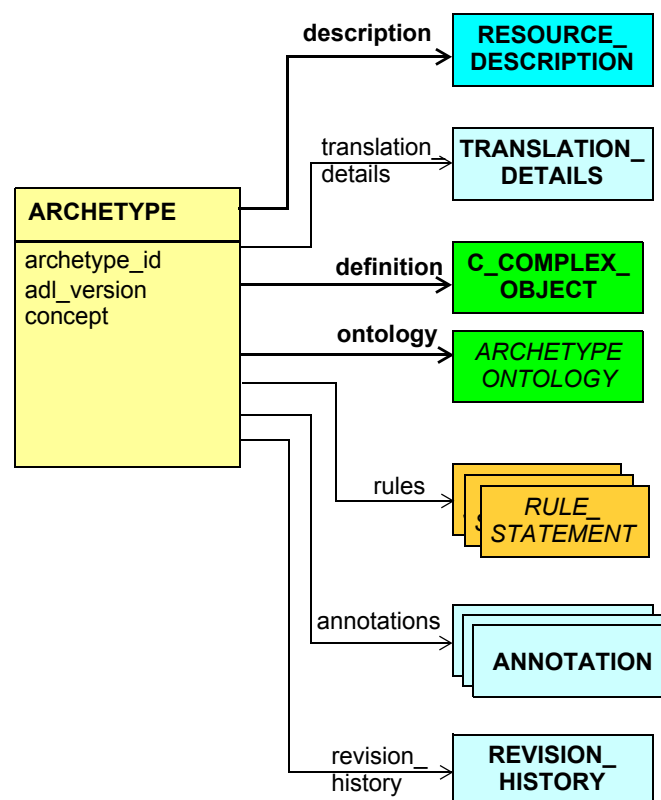 description
RESOURCE_
DESCRIPTION
translation_
details
TRANSLATION_
DETAILS
ARCHETYPE
archetype_id
adl_version
concept
definition
C_COMPLEX_
OBJECT
ontology
ARCHETYPE
ONTOLOGY
rules
RULE_
STATEMENT
annotations
ANNOTATION
revision_
history
REVISION_
HISTORY